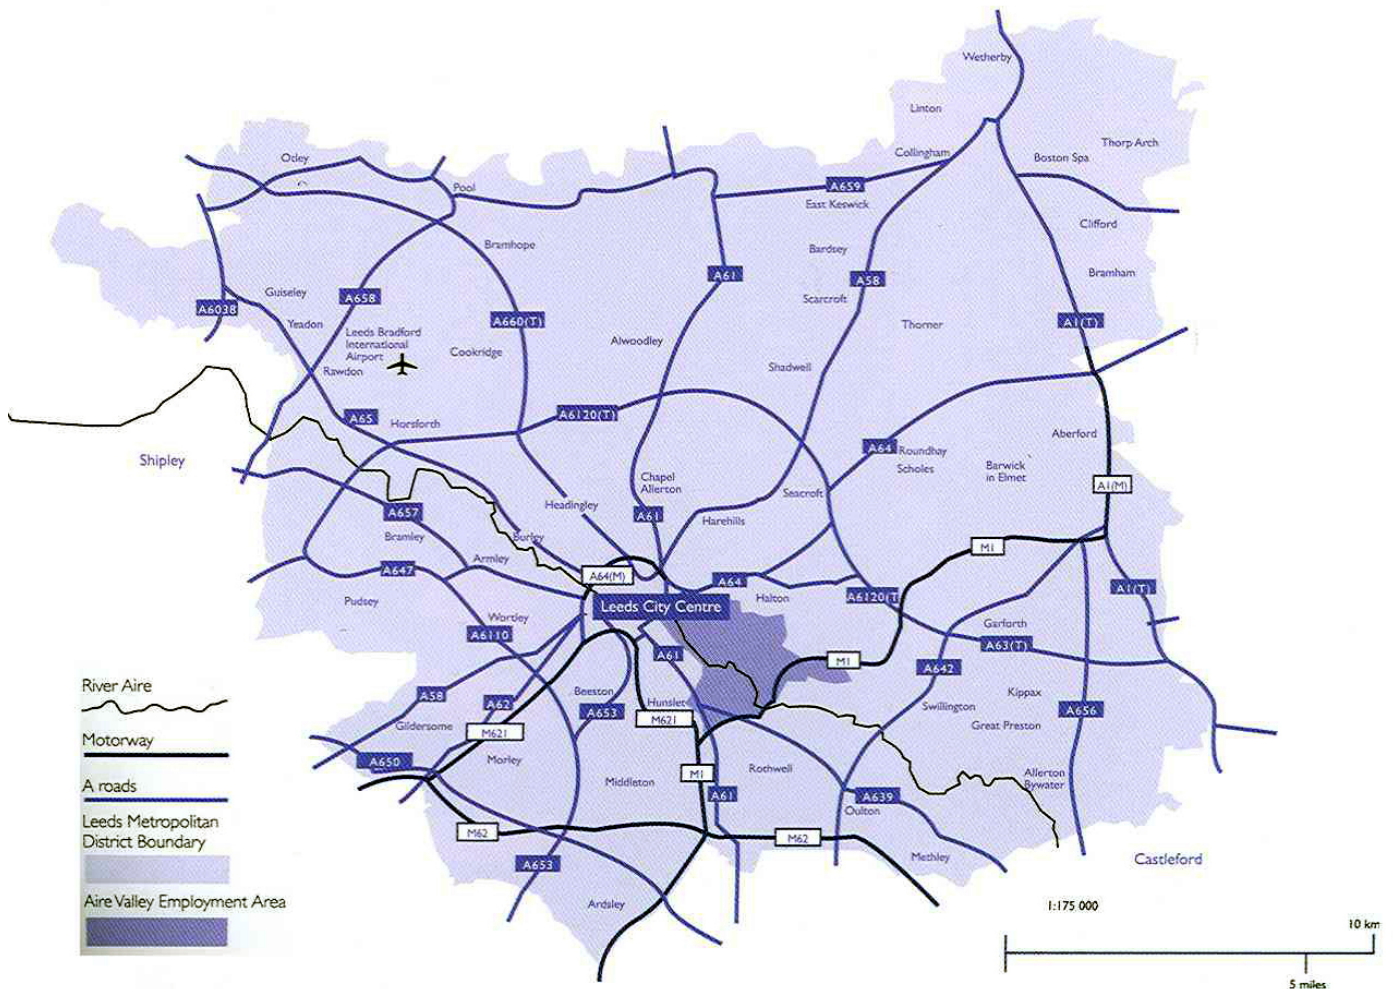 Wetherby
Linton
Thorp Arch
Collingham
Boston Spa
Otley
A659
Pool
East Keswick
Clifford
Bramhope
Bardsey
A61
A58
Bramham
Guiseley
A658
Scarcroft
A6038
Yeadon
A660(T)
A1(T)
Thorner
Leeds Bradford
International
Airport
Alwoodley
Cookridge
Shadwell
Rawdon
A65
A6120(T)
Horsforth
Aberford
A64
Roundhay
Scholes
Shipley
Barwick
in Elmet
Chapel
Allerton
A1(M)
Seacroft
Headingley
A657
A61
Harehills
Bramley
Burley
M1
Armley
A647
A64(M)
A64
A1(T)
Pudsey
Leeds City Centre
Halton
A6120(T
Wortley
Garforth
A6110
A63(T)
A61
M1
A642
River Aire
A58
Beeston
Kippax
A62
Hunslet
Swillington
A653
A656
Gildersome
M621
Great Preston
M621
Motorway
A650
Morley
Rothwell
M1
Middleton
Allerton
Bywater
A roads
A61
A639
Oulton
Leeds Metropolitan
District Boundary
M62
M62
Methley
Castleford
A653
Aire Valley Employment Area
Ardsley
1:175 000
10 km
5 miles